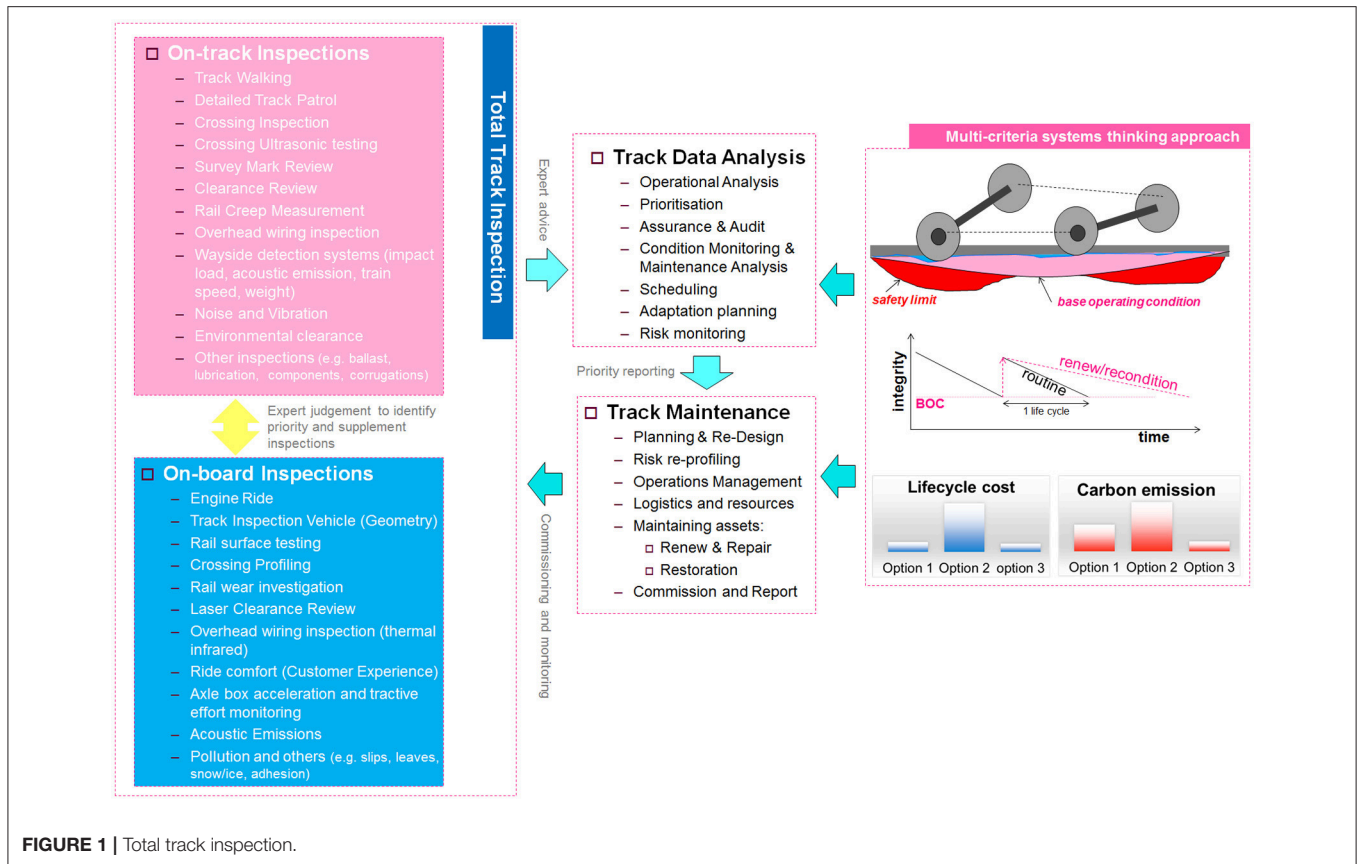 □ On-track Inspections
– Track Walking
– Detailed Track Patrol
– Crossing Inspection
– Crossing Ultrasonic testing
– Survey Mark Review
– Clearance Review
– Rail Creep Measurement
– Overhead wiring inspection
– Wayside detection systems (impact
load, acoustic emission, train
speed, weight)
– Noise and Vibration
– Environmental clearance
– Other inspections (e.g. ballast,
lubrication, components, corrugations)
Expert judgement to identify
priority and supplement
inspections
□ On-board Inspections
– Engine Ride
– Track Inspection Vehicle (Geometry)
– Rail surface testing
– Crossing Profiling
– Rail wear investigation
– Laser Clearance Review
– Overhead wiring inspection (thermal
infrared)
– Ride comfort (Customer Experience)
– Axle box acceleration and tractive
effort monitoring
– Acoustic Emissions
– Pollution and others (e.g. slips, leaves,
snow/ice, adhesion)
Total Track Inspection
Expert advice
□ Track Data Analysis
– Operational Analysis
– Prioritisation
– Assurance & Audit
– Condition Monitoring &
Maintenance Analysis
– Scheduling
– Adaptation planning
– Risk monitoring
Priority reporting
□ Track Maintenance
– Planning & Re-Design
– Risk re-profiling
– Operations Management
– Logistics and resources
– Maintaining assets:
□ Renew & Repair
□ Restoration
– Commission and Report
Commissioning and monitoring
Multi-criteria systems thinking approach
safety limit
base operating condition
integrity
BOC
routine
renew/recondition
1 life cycle
time
Lifecycle cost
Option 1 Option 2 option 3
Carbon emission
Option 1 Option 2 Option 3
FIGURE 1 | Total track inspection.